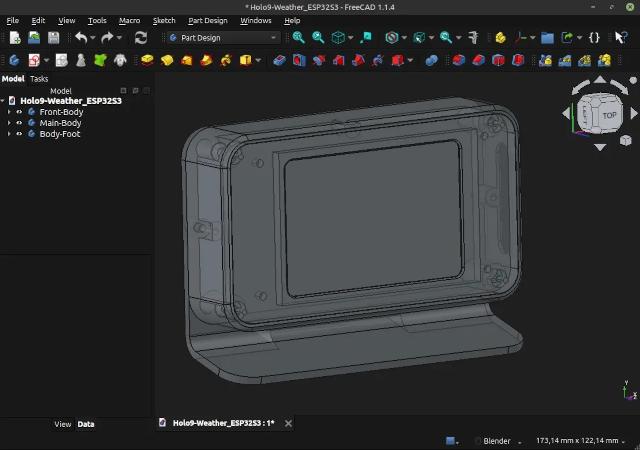 * Holo9-Weather_ESP32S3 - FreeCAD 1.1.4
File Edit View Tools Macro Sketch Part Design Windows Help
Part Design
Model Tasks
Model
Holo9-Weather_ESP32S3
Front-Body
Main-Body
Body-Foot
TOP
View Data
Holo9-Weather_ESP32S3 : 1*
Blender
173,14 mm x 122,14 mm